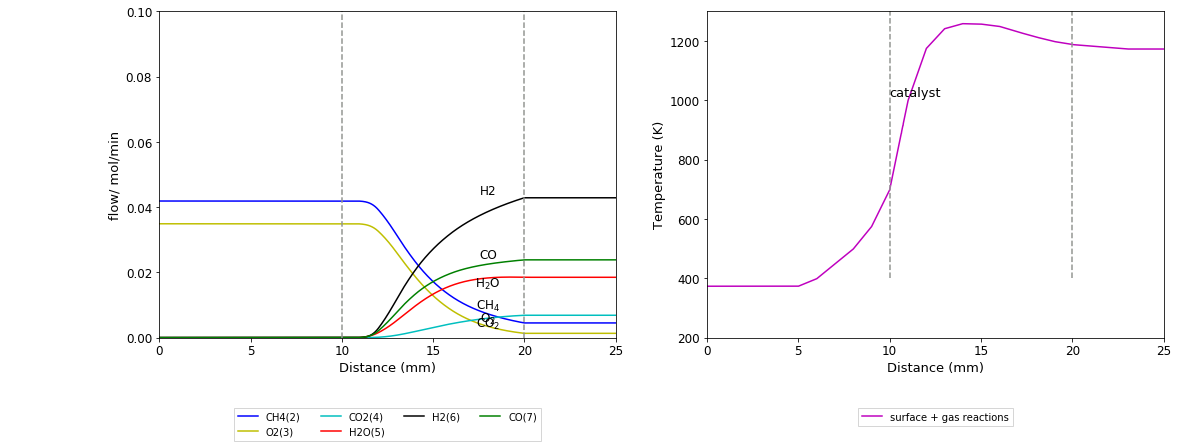 0.10
0.08
0.06
0.04
0.02
0.00
flow/ mol/min
H2
CO
H2O
CH4
O2
CO2
0 5 10 15 20 25
Distance (mm)
CH4(2) CO2(4) H2(6) CO(7)
O2(3) H2O(5)
1200
1000
800
600
400
200
Temperature (K)
catalyst
0 5 10 15 20 25
Distance (mm)
surface + gas reactions